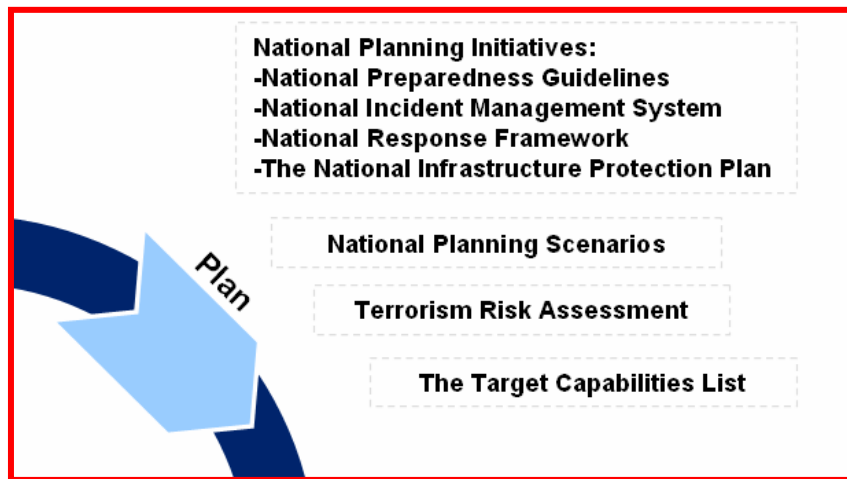 National Planning Initiatives:
-National Preparedness Guidelines
-National Incident Management System
-National Response Framework
-The National Infrastructure Protection Plan
National Planning Scenarios
Plan
Terrorism Risk Assessment
The Target Capabilities List